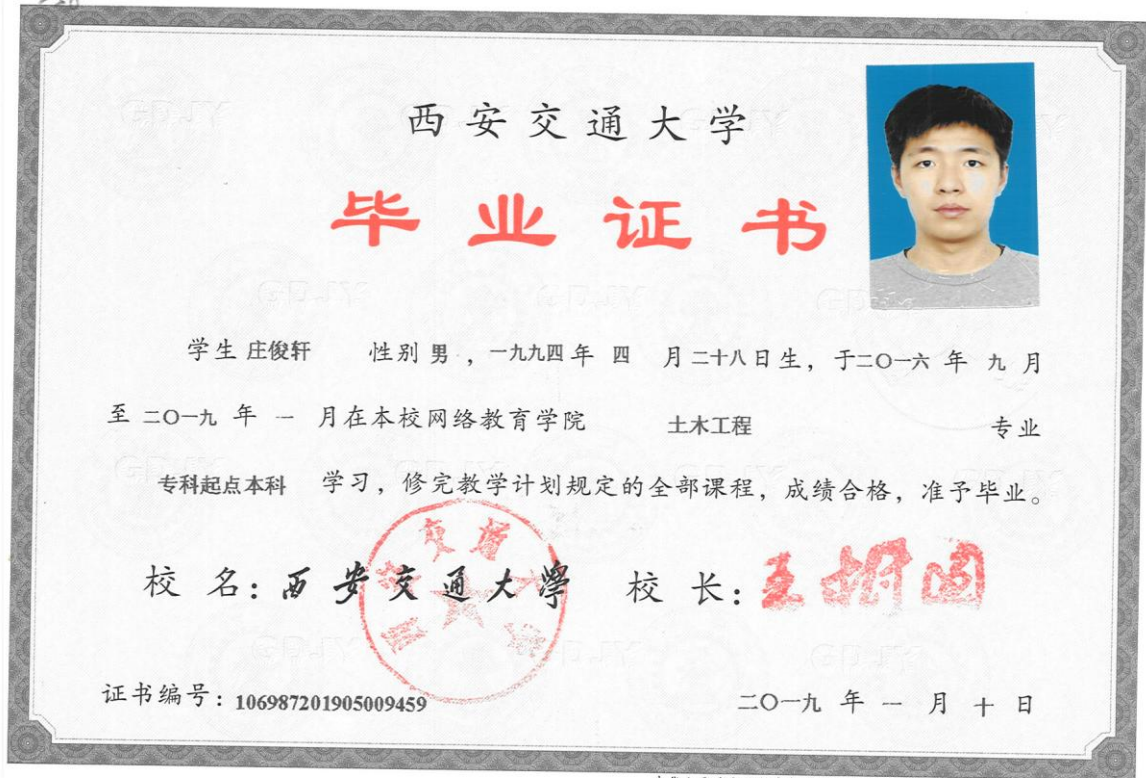 西安交通大学
毕业证书
学生 庄俊轩 性别 男 ，一九九四 年 四 月 二十八 日生，于 二〇一六 年 九 月
至 二〇一九 年 一 月在本校网络教育学院 土木工程 专业
专科起点本科 学习，修完教学计划规定的全部课程，成绩合格，准予毕业。
校 名：西安交通大學 校 长：王树国
证书编号：106987201905009459 二〇一九 年 一 月 十 日